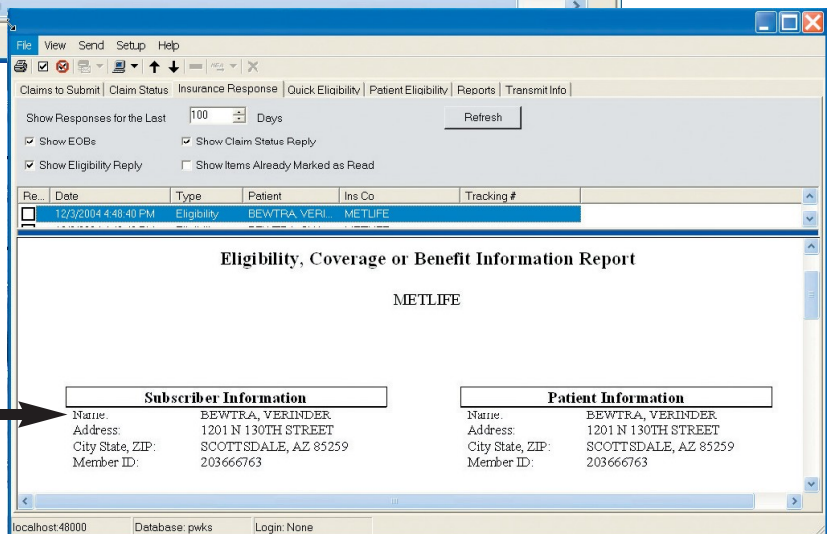 File View Send Setup Help
Claims to Submit Claim Status Insurance Response Quick Eligibility Patient Eligibility Reports Transmit Info
Show Responses for the Last 100 Days Refresh
Show EOBs Show Claim Status Reply
Show Eligibility Reply Show Items Already Marked as Read
Re... Date Type Patient Ins Co Tracking #
12/3/2004 4:48:40 PM Eligibility BEWTRA, VERI... METLIFE
Eligibility, Coverage or Benefit Information Report
METLIFE
Subscriber Information Patient Information
Name: BEWTRA, VERINDER Name: BEWTRA, VERINDER
Address: 1201 N 130TH STREET Address: 1201 N 130TH STREET
City State, ZIP: SCOTTSDALE, AZ 85259 City State, ZIP: SCOTTSDALE, AZ 85259
Member ID: 203666763 Member ID: 203666763
localhost:48000 Database: pwks Login: None